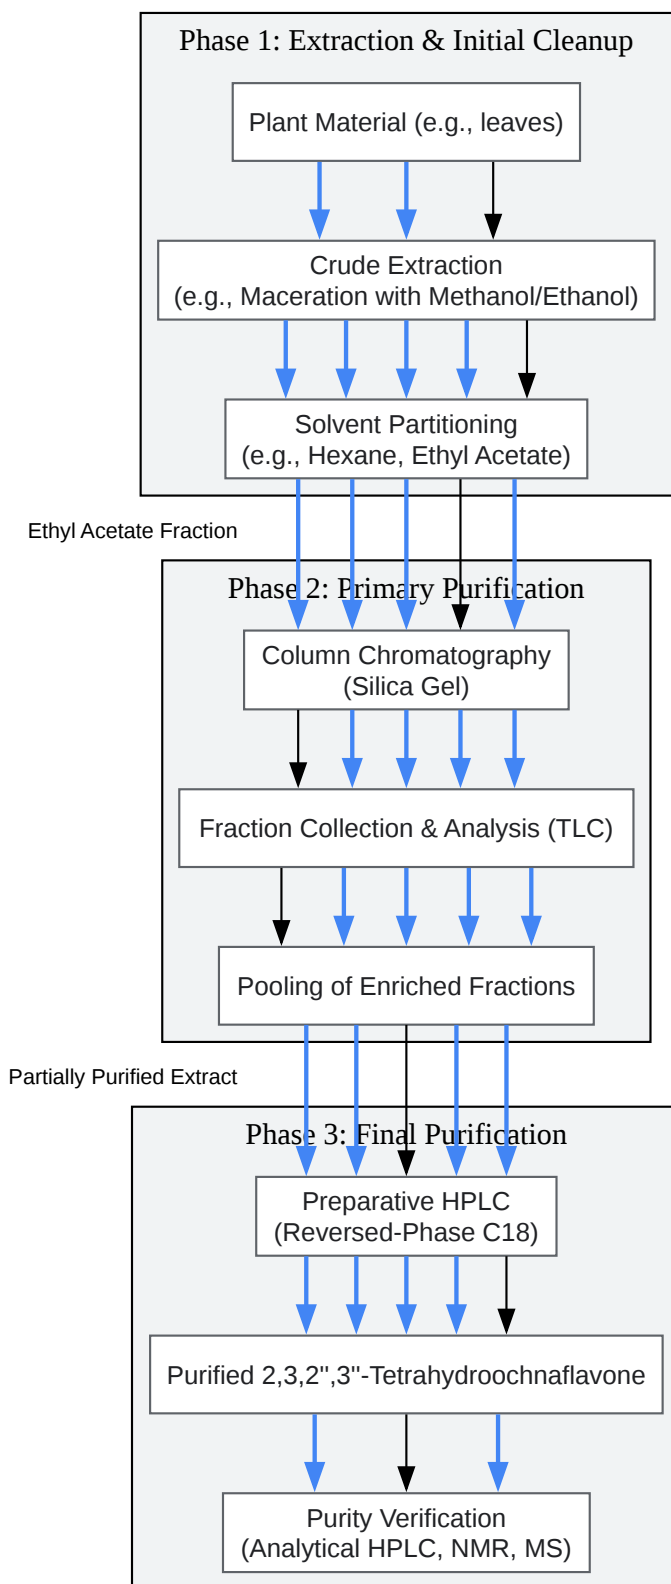 Phase 1: Extraction & Initial Cleanup
Plant Material (e.g., leaves)
Crude Extraction
(e.g., Maceration with Methanol/Ethanol)
Solvent Partitioning
(e.g., Hexane, Ethyl Acetate)
Ethyl Acetate Fraction
Phase 2: Primary Purification
Column Chromatography
(Silica Gel)
Fraction Collection & Analysis (TLC)
Pooling of Enriched Fractions
Partially Purified Extract
Phase 3: Final Purification
Preparative HPLC
(Reversed-Phase C18)
Purified 2,3,2",3"-Tetrahydroochnaflavone
Purity Verification
(Analytical HPLC, NMR, MS)